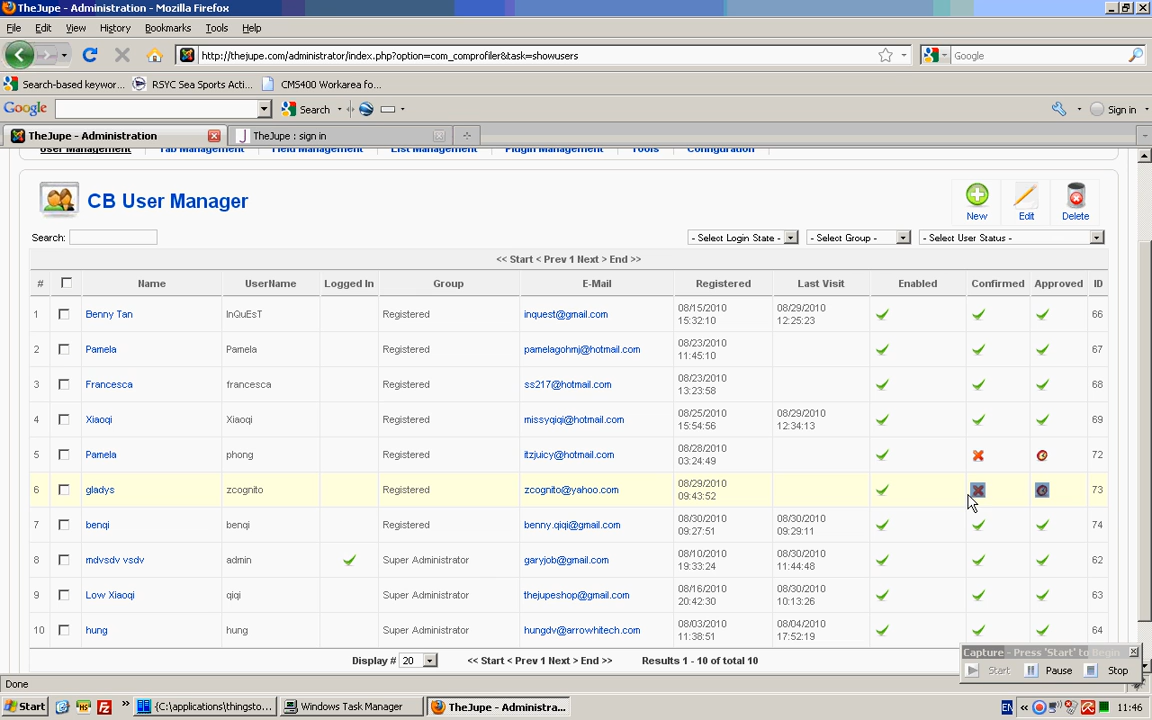 TheJupe - Administration - Mozilla Firefox
File Edit View History Bookmarks Tools Help
http://thejupe.com/administrator/index.php?option=com_comprofiler&task=showusers
Google
Search-based keywor... RSYC Sea Sports Acti... CMS400 Workarea fo...
Google Search Sign in
TheJupe - Administration TheJupe : sign in
User Management Tab Management Field Management List Management Plugin Management Tools Configuration
CB User Manager
New Edit Delete
Search: - Select Login State - - Select Group - - Select User Status -
<< Start < Prev 1 Next > End >>
# Name UserName Logged In Group E-Mail Registered Last Visit Enabled Confirmed Approved ID
1 Benny Tan InQuEsT Registered inquest@gmail.com 08/15/2010 15:32:10 08/29/2010 12:25:23 66
2 Pamela Pamela Registered pamelagohmj@hotmail.com 08/23/2010 11:45:10 67
3 Francesca francesca Registered ss217@hotmail.com 08/23/2010 13:23:58 68
4 Xiaoqi Xiaoqi Registered missyqiqi@hotmail.com 08/25/2010 15:54:56 08/29/2010 12:34:13 69
5 Pamela phong Registered itzjuicy@hotmail.com 08/28/2010 03:24:49 72
6 gladys zcognito Registered zcognito@yahoo.com 08/29/2010 09:43:52 73
7 benqi benqi Registered benny.qiqi@gmail.com 08/30/2010 09:27:51 08/30/2010 09:29:11 74
8 mdvsdv vsdv admin Super Administrator garyjob@gmail.com 08/10/2010 19:33:24 08/30/2010 11:44:48 62
9 Low Xiaoqi qiqi Super Administrator thejupeshop@gmail.com 08/16/2010 20:42:30 08/30/2010 10:13:26 63
10 hung hung Super Administrator hungdv@arrowhitech.com 08/03/2010 11:38:51 08/04/2010 17:52:19 64
Display # 20 << Start < Prev 1 Next > End >> Results 1 - 10 of total 10
Capture - Press 'Start' to Begin
Start Pause Stop
Done
Start {C:\applications\thingsto... Windows Task Manager TheJupe - Administra... EN 11:46